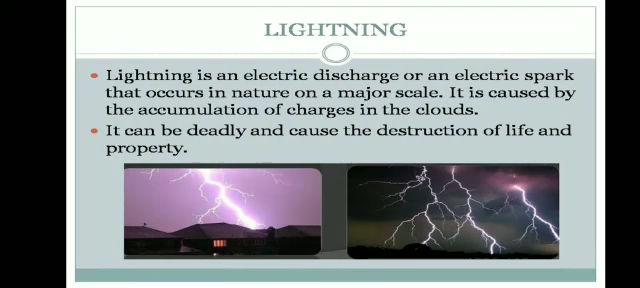 LIGHTNING
• Lightning is an electric discharge or an electric spark
that occurs in nature on a major scale. It is caused by
the accumulation of charges in the clouds.
• It can be deadly and cause the destruction of life and
property.